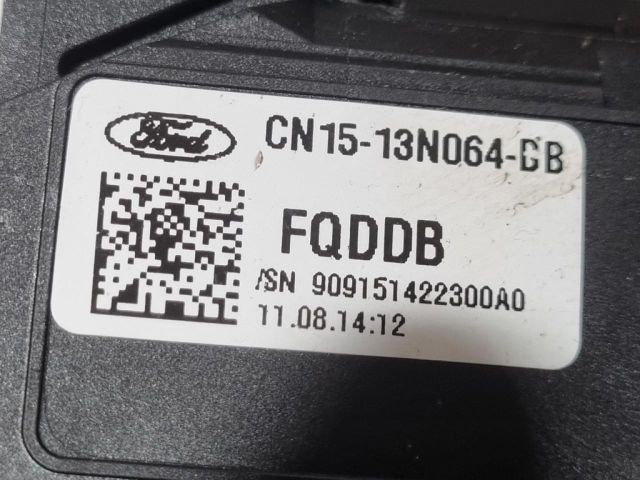 Ford
CN15-13N064-DB
FQDDB
/SN 909151422300A0
11.08.14:12